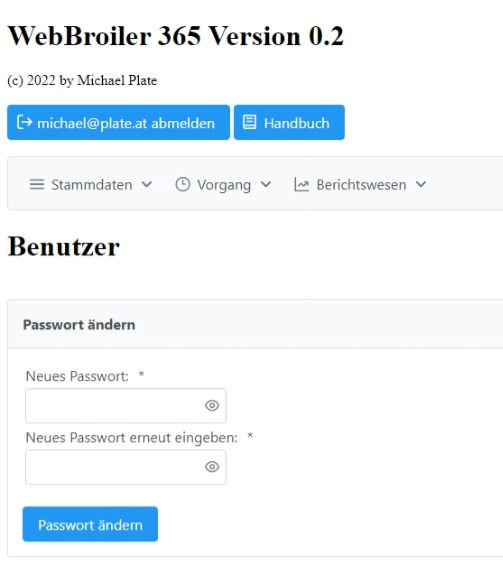 WebBroiler 365 Version 0.2
(c) 2022 by Michael Plate
michael@plate.at abmelden Handbuch
Stammdaten Vorgang Berichtswesen
Benutzer
Passwort ändern
Neues Passwort: *
Neues Passwort erneut eingeben: *
Passwort ändern